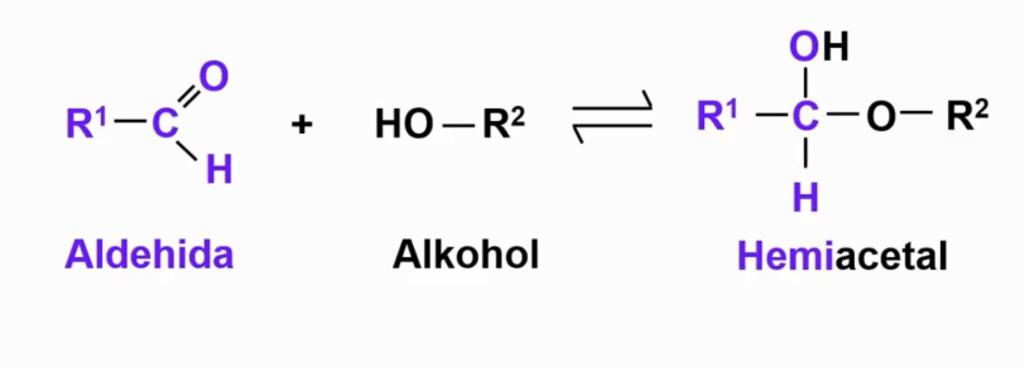 O
OH
R¹—C + HO—R² ⇌ R¹—C—O—R²
H
H
Aldehida Alkohol Hemiacetal